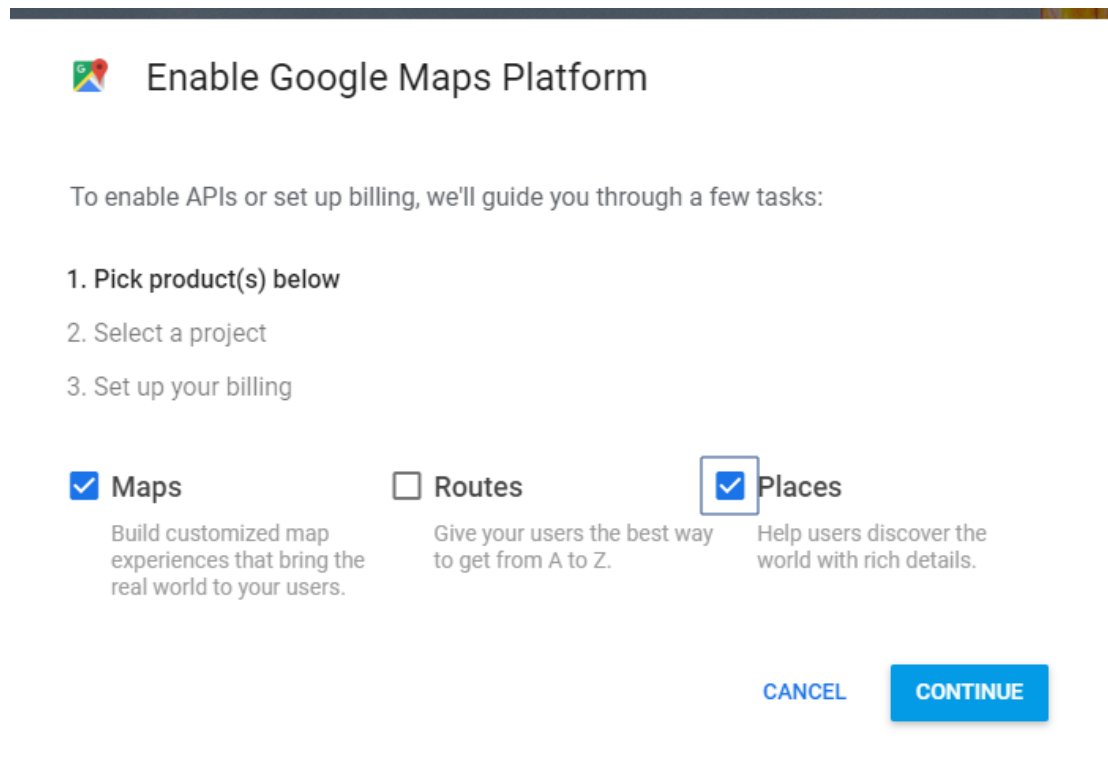 Enable Google Maps Platform
To enable APIs or set up billing, we'll guide you through a few tasks:
1. Pick product(s) below
2. Select a project
3. Set up your billing
Maps
Build customized map
experiences that bring the
real world to your users.
Routes
Give your users the best way
to get from A to Z.
Places
Help users discover the
world with rich details.
CANCEL
CONTINUE